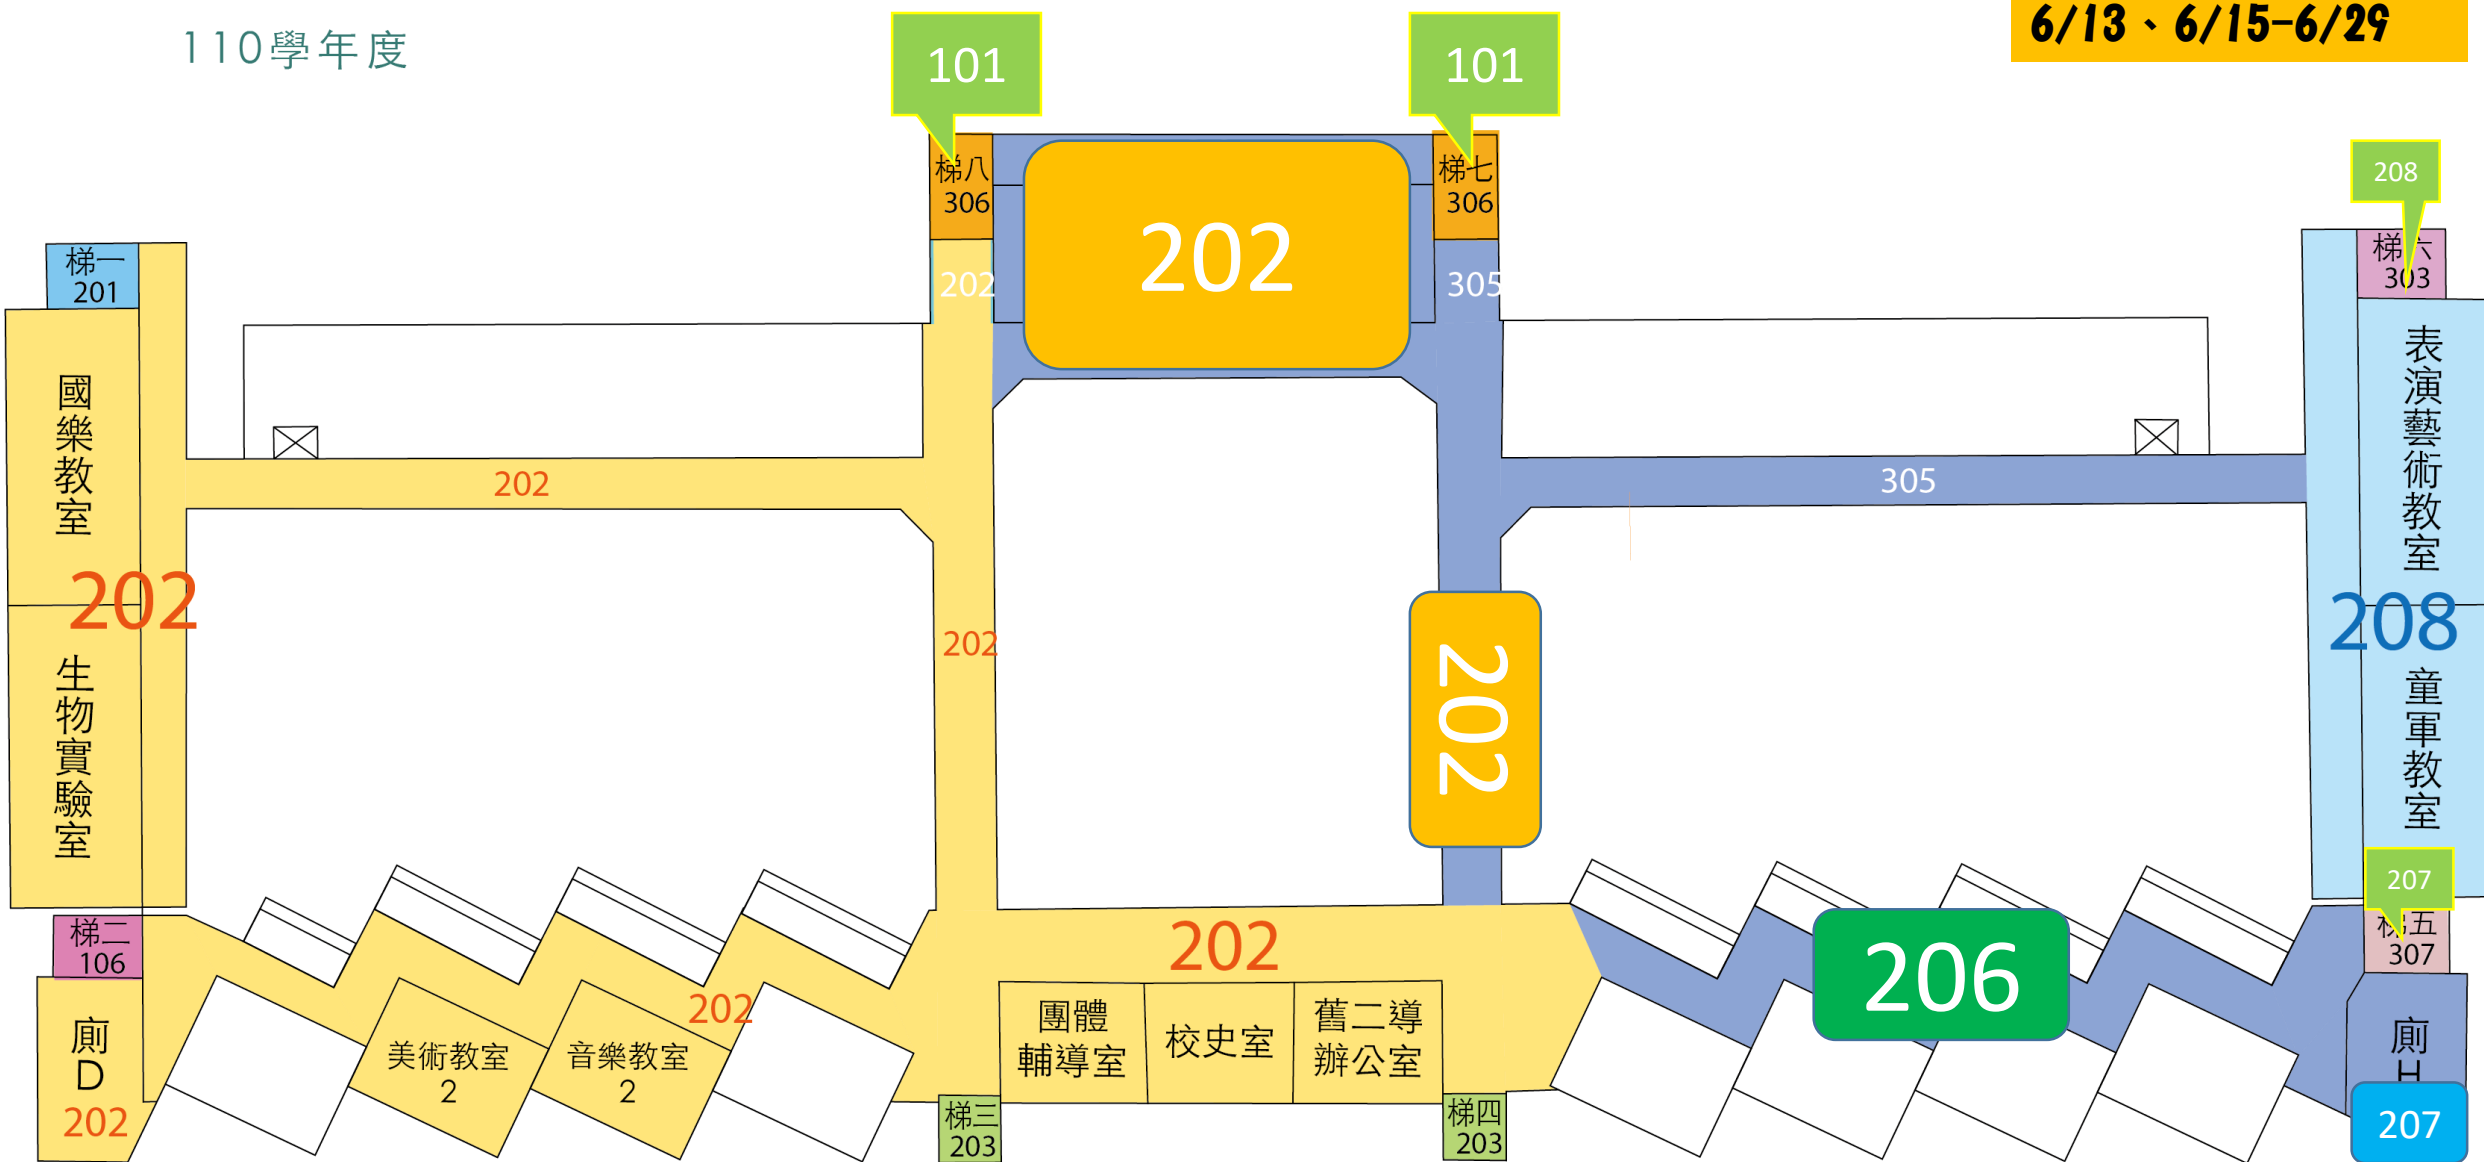 110學年度
6/13、6/15-6/29
101
101
208
梯八
306
202
梯七
306
梯六
303
梯一
201
202
305
國樂教室
表演藝術教室
202
305
202
202
202
208
生物實驗室
童軍教室
207
梯二
106
202
206
梯五
307
202
廁
D
202
美術教室
2
音樂教室
2
團體
輔導室
校史室
舊二導
辦公室
廁
H
207
梯三
203
梯四
203